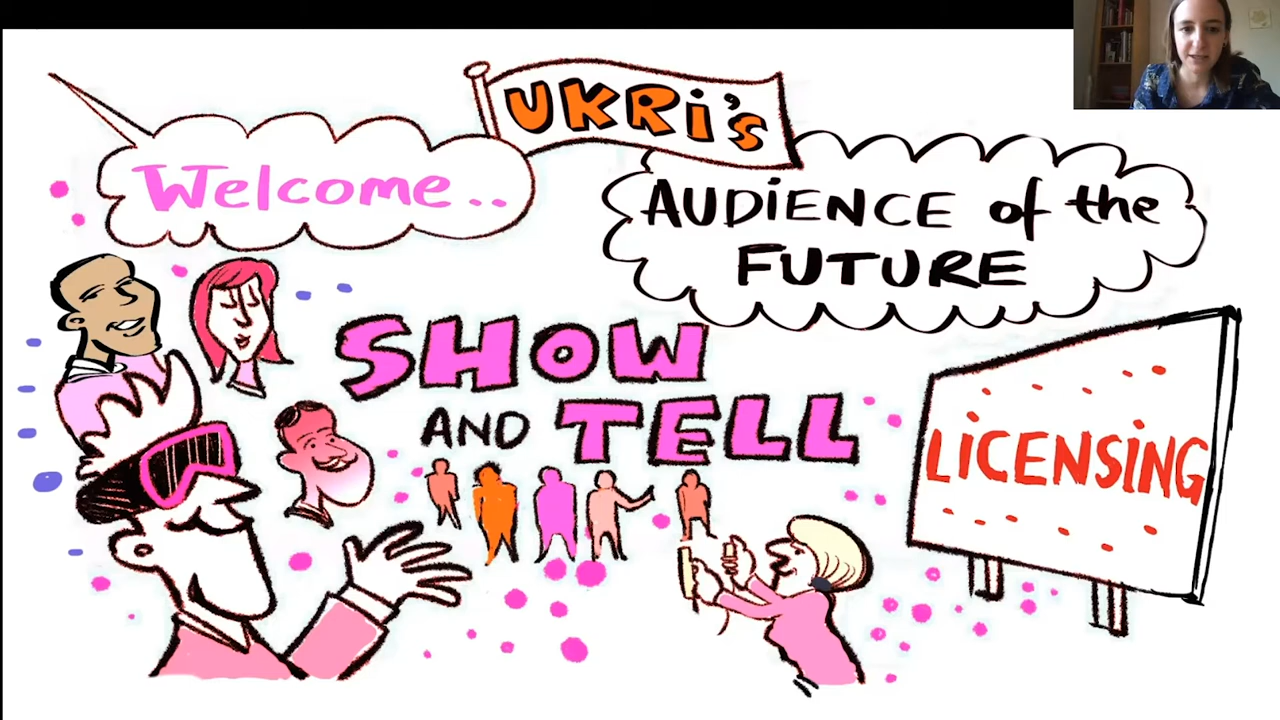 Welcome..
UKRi's
AUDiENCE of the
FUTURE
SHOW
AND TELL
LiCENSiNG